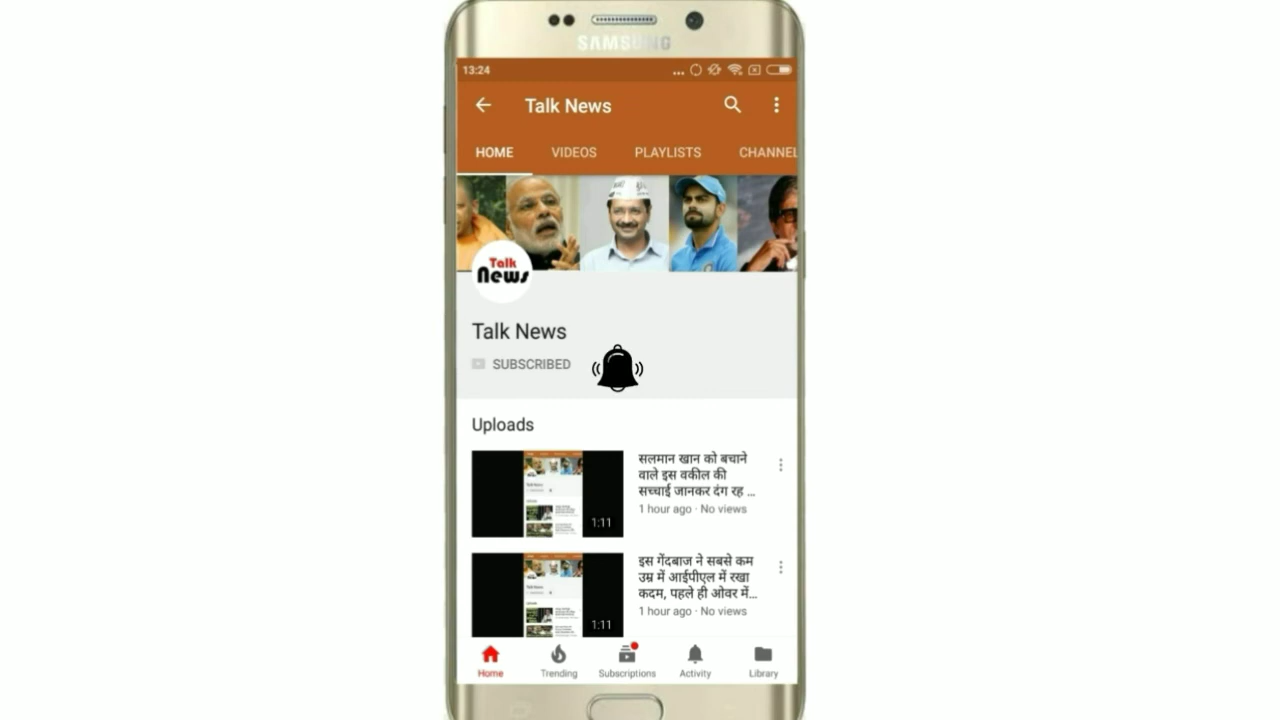 SAMSUNG
13:24
Talk News
HOME VIDEOS PLAYLISTS CHANNEL
Talk
News
Talk News
SUBSCRIBED
Uploads
सलमान खान को बचाने
वाले इस वकील की
सच्चाई जानकर दंग रह ...
1 hour ago · No views
1:11
इस गेंदबाज ने सबसे कम
उम्र में आईपीएल में रखा
कदम, पहले ही ओवर में...
1 hour ago · No views
1:11
Home Trending Subscriptions Activity Library